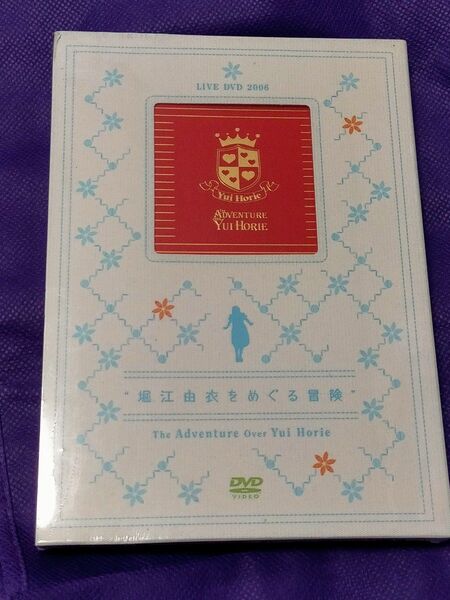 LIVE DVD 2006
Yui Horie
ADVENTURE
YUI HORIE
"堀江由衣をめぐる冒険"
The Adventure Over Yui Horie
DVD
VIDEO